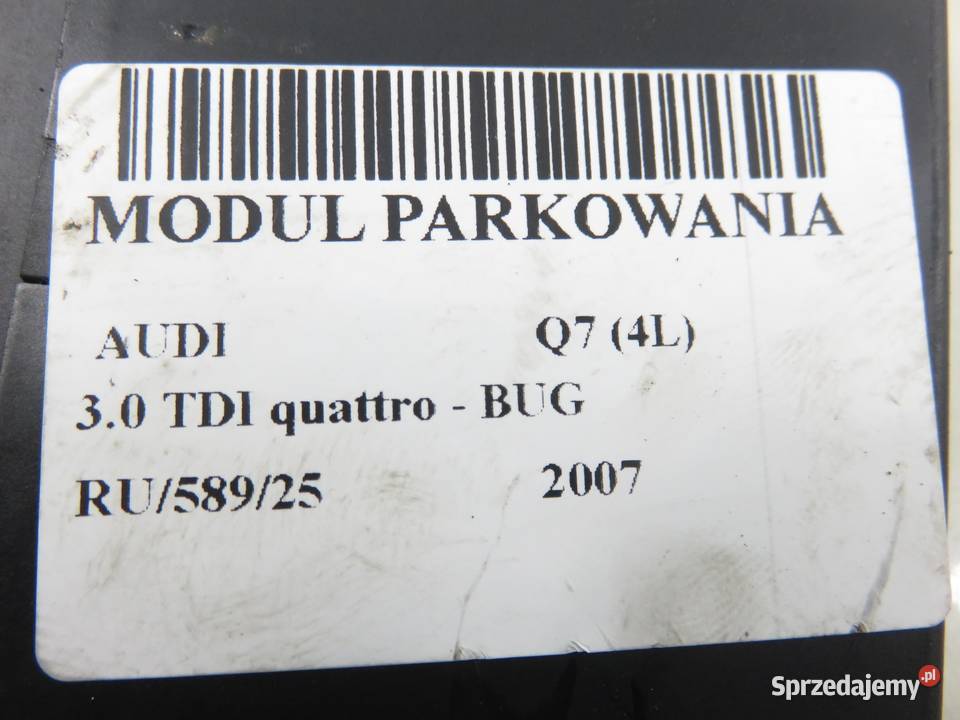 MODUL PARKOWANIA
AUDI Q7 (4L)
3.0 TDI quattro - BUG
RU/589/25 2007
Sprzedajemy.pl